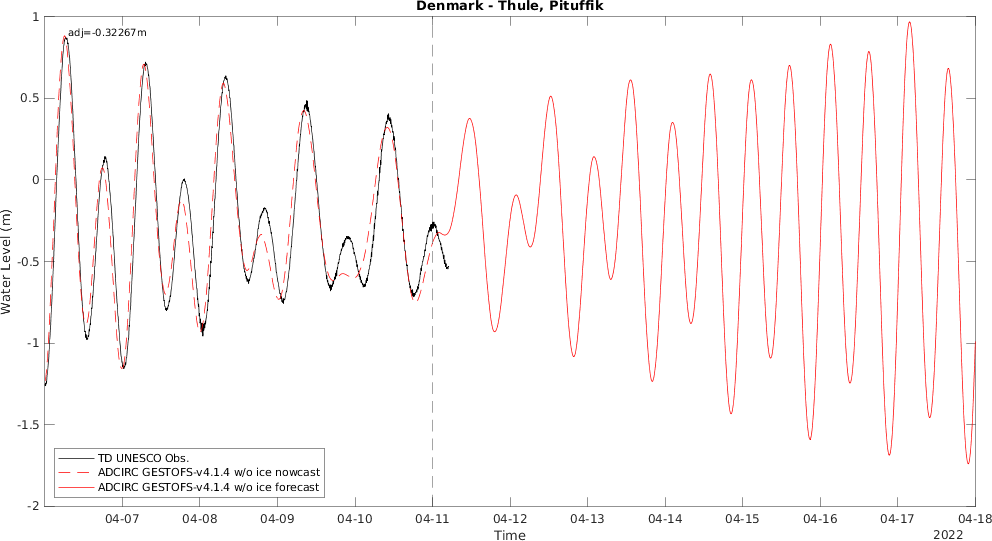 Denmark - Thule, Pituffik
adj=-0.32267m
1
0.5
0
-0.5
-1
-1.5
-2
Water Level (m)
TD UNESCO Obs.
ADCIRC GESTOFS-v4.1.4 w/o ice nowcast
ADCIRC GESTOFS-v4.1.4 w/o ice forecast
04-07 04-08 04-09 04-10 04-11 04-12 04-13 04-14 04-15 04-16 04-17 04-18
Time
2022